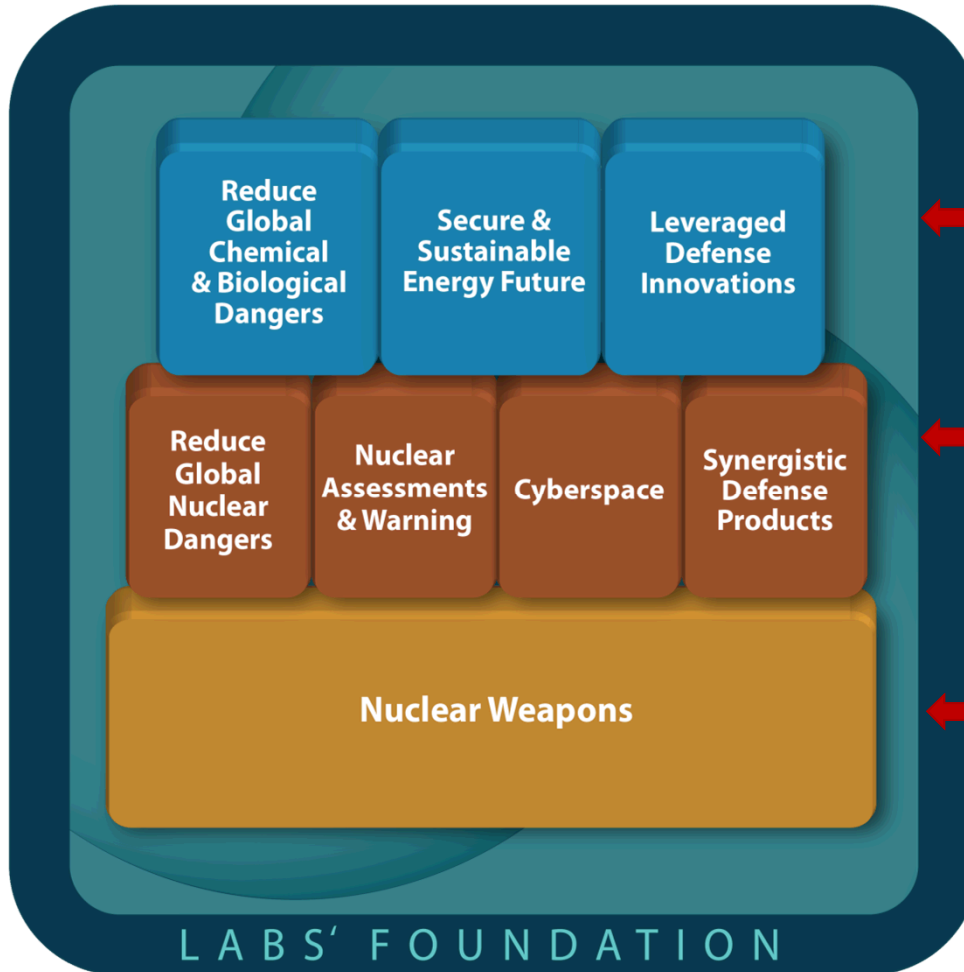 Reduce
Global
Chemical
& Biological
Dangers
Secure &
Sustainable
Energy Future
Leveraged
Defense
Innovations
Reduce
Global
Nuclear
Dangers
Nuclear
Assessments
& Warning
Cyberspace
Synergistic
Defense
Products
Nuclear Weapons
LABS‘ FOUNDATION